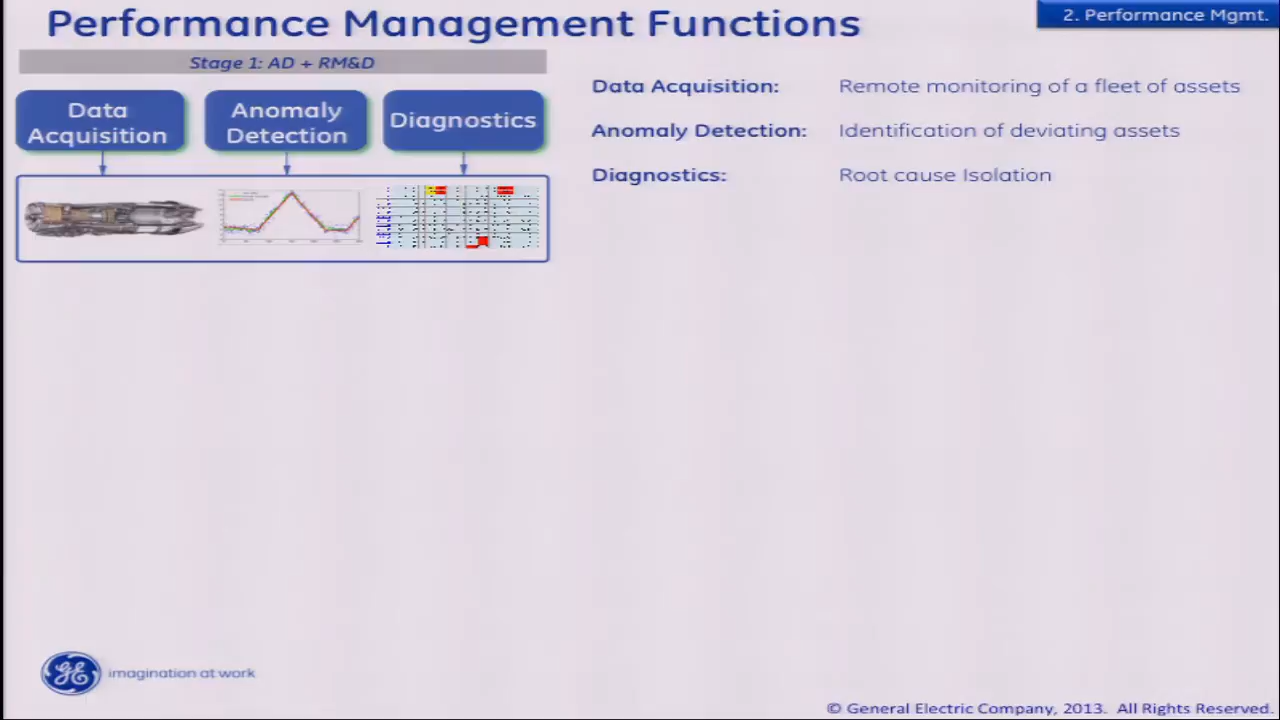 Performance Management Functions
2. Performance Mgmt.
Stage 1: AD + RM&D
Data Acquisition
Anomaly Detection
Diagnostics
Data Acquisition: Remote monitoring of a fleet of assets
Anomaly Detection: Identification of deviating assets
Diagnostics: Root cause Isolation
GE
imagination at work
© General Electric Company, 2013. All Rights Reserved.